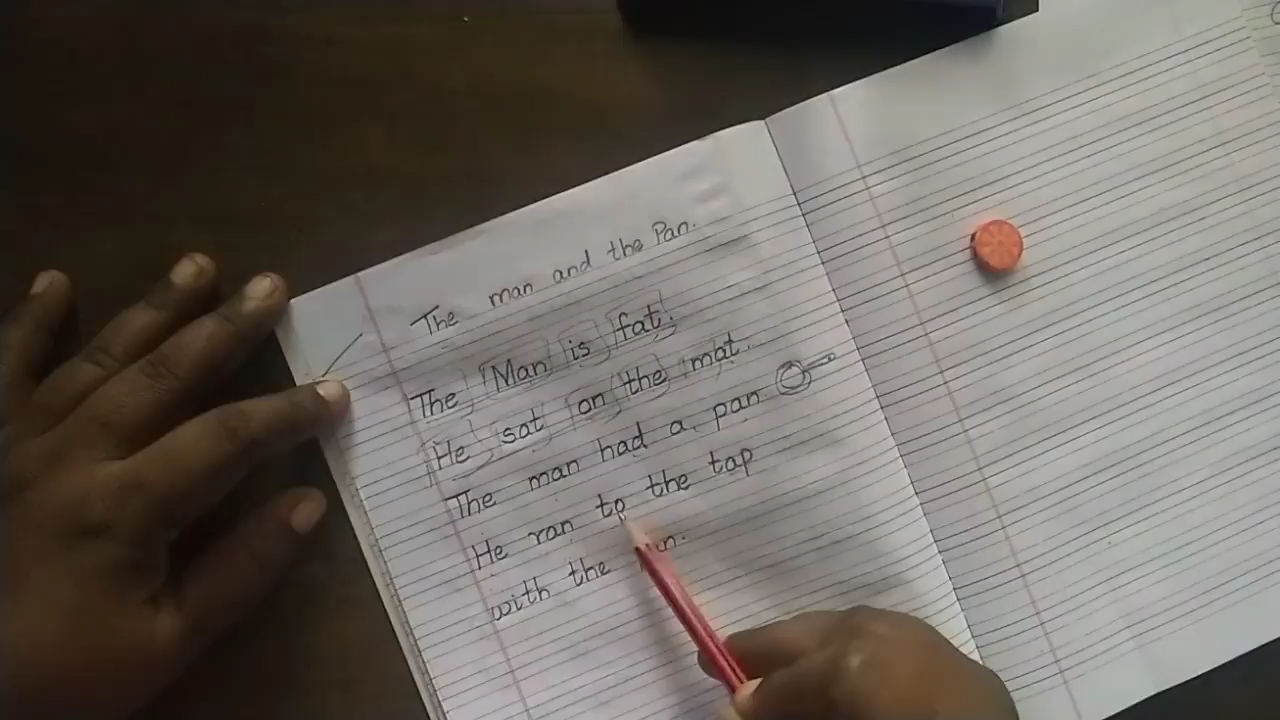 The man and the Pan.
The Man is fat.
He sat on the mat.
The man had a pan.
He ran to the tap
with the